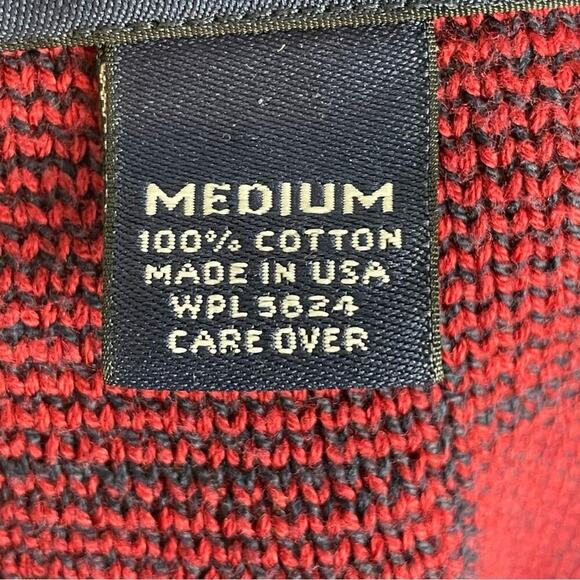 MEDIUM
100% COTTON
MADE IN USA
WPL 5624
CARE OVER